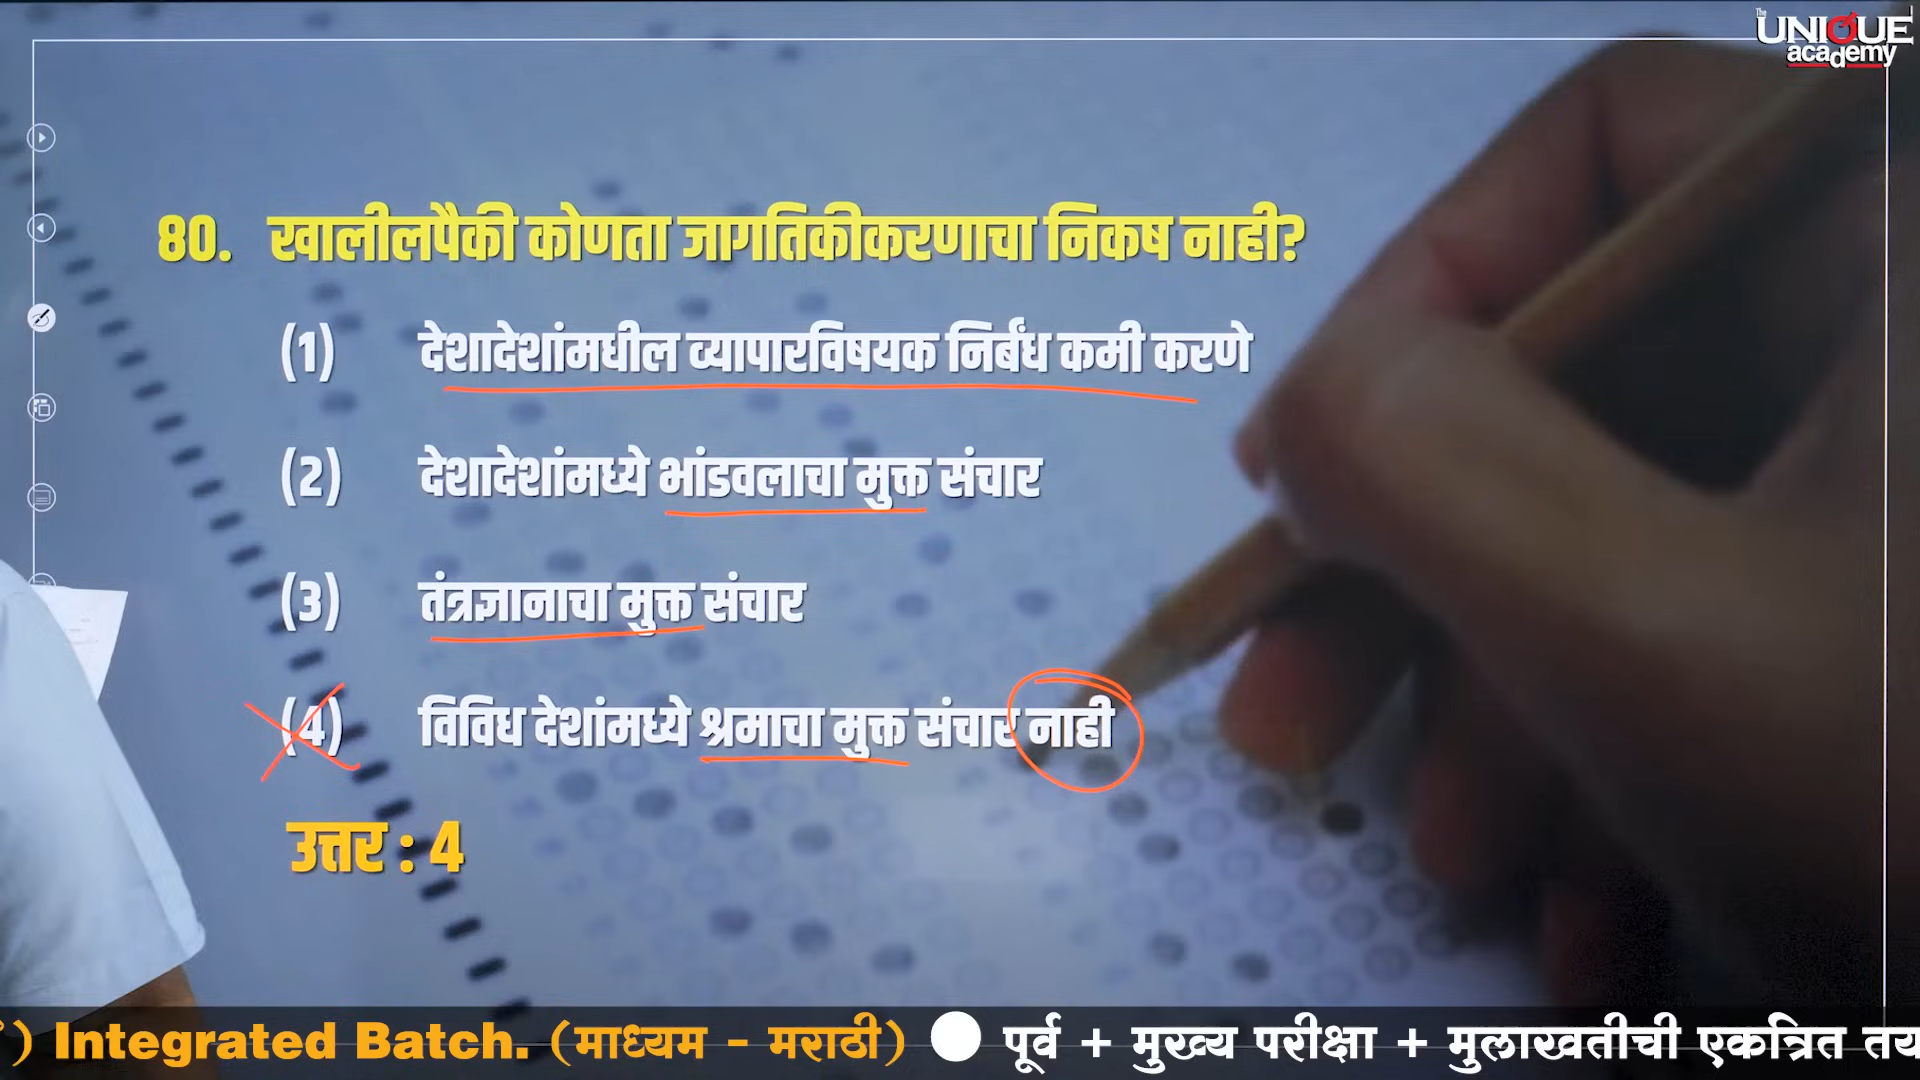 The UNIQUE
academy
80. खालीलपैकी कोणता जागतिकीकरणाचा निकष नाही?
(1) देशादेशांमधील व्यापारविषयक निर्बंध कमी करणे
(2) देशादेशांमध्ये भांडवलाचा मुक्त संचार
(3) तंत्रज्ञानाचा मुक्त संचार
(4) विविध देशांमध्ये श्रमाचा मुक्त संचार नाही
उत्तर : 4
) Integrated Batch. (माध्यम - मराठी) पूर्व + मुख्य परीक्षा + मुलाखतीची एकत्रित